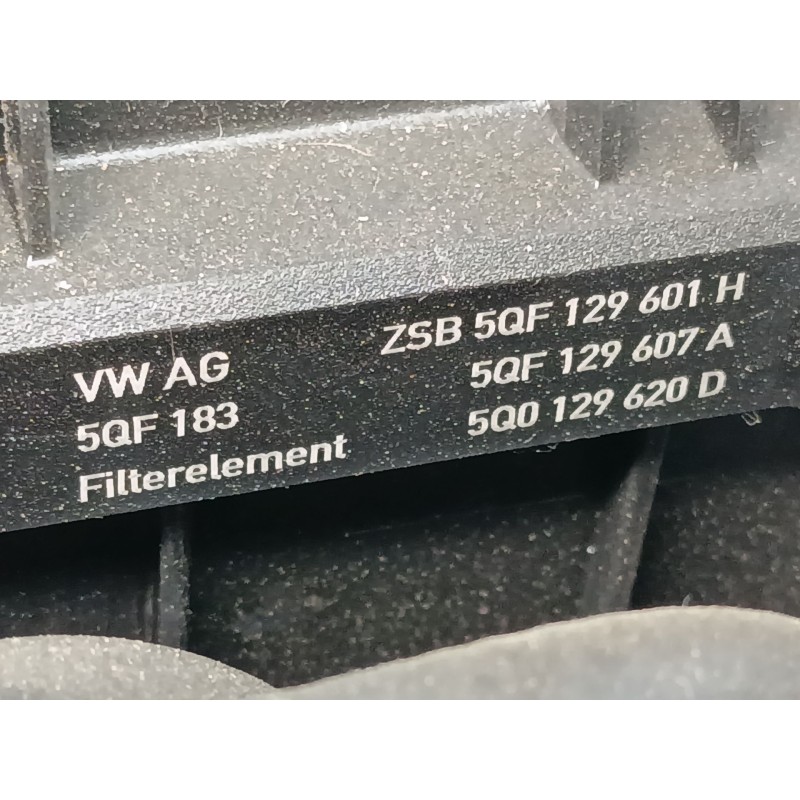 VW AG
5QF 183
Filterelement
ZSB 5QF 129 601 H
5QF 129 607 A
5Q0 129 620 D